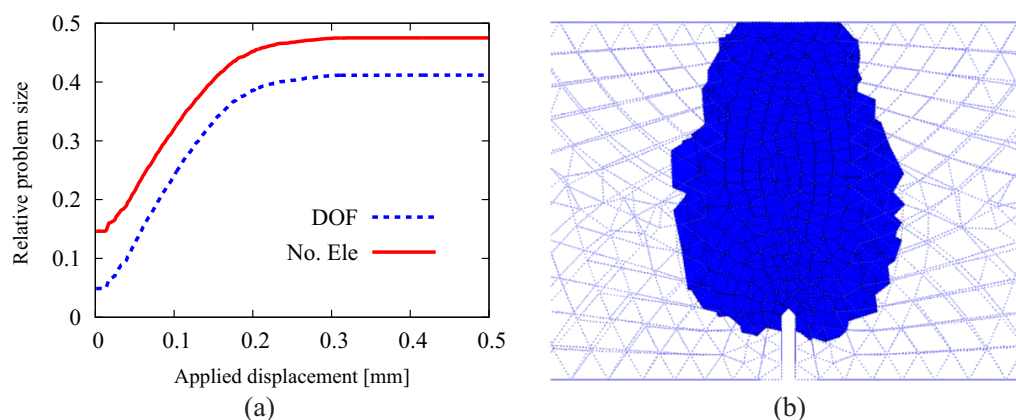 0.5
0.4
0.3
0.2
0.1
0
Relative problem size
DOF
No. Ele
0 0.1 0.2 0.3 0.4 0.5
Applied displacement [mm]
(a)
(b)